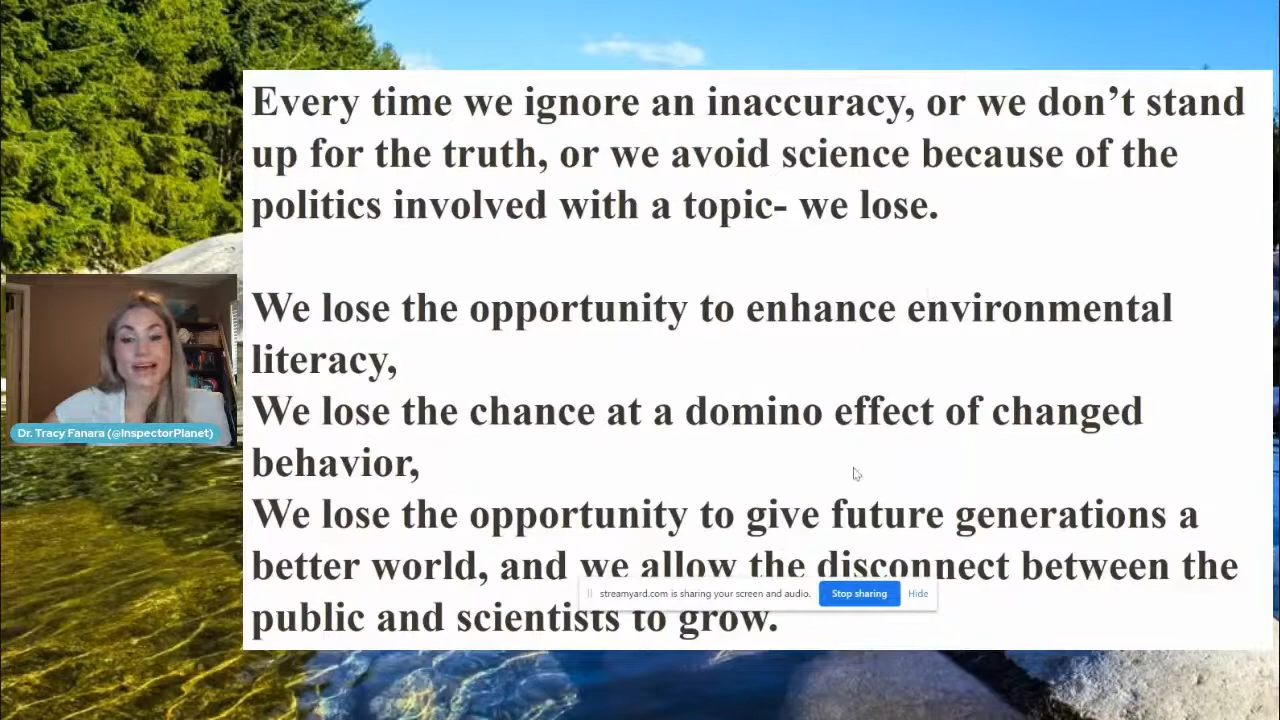 Every time we ignore an inaccuracy, or we don’t stand
up for the truth, or we avoid science because of the
politics involved with a topic- we lose.
We lose the opportunity to enhance environmental
literacy,
We lose the chance at a domino effect of changed
behavior,
We lose the opportunity to give future generations a
better world, and we allow the disconnect between the
public and scientists to grow.
Dr. Tracy Fanara (@InspectorPlanet)
streamyard.com is sharing your screen and audio.
Stop sharing
Hide